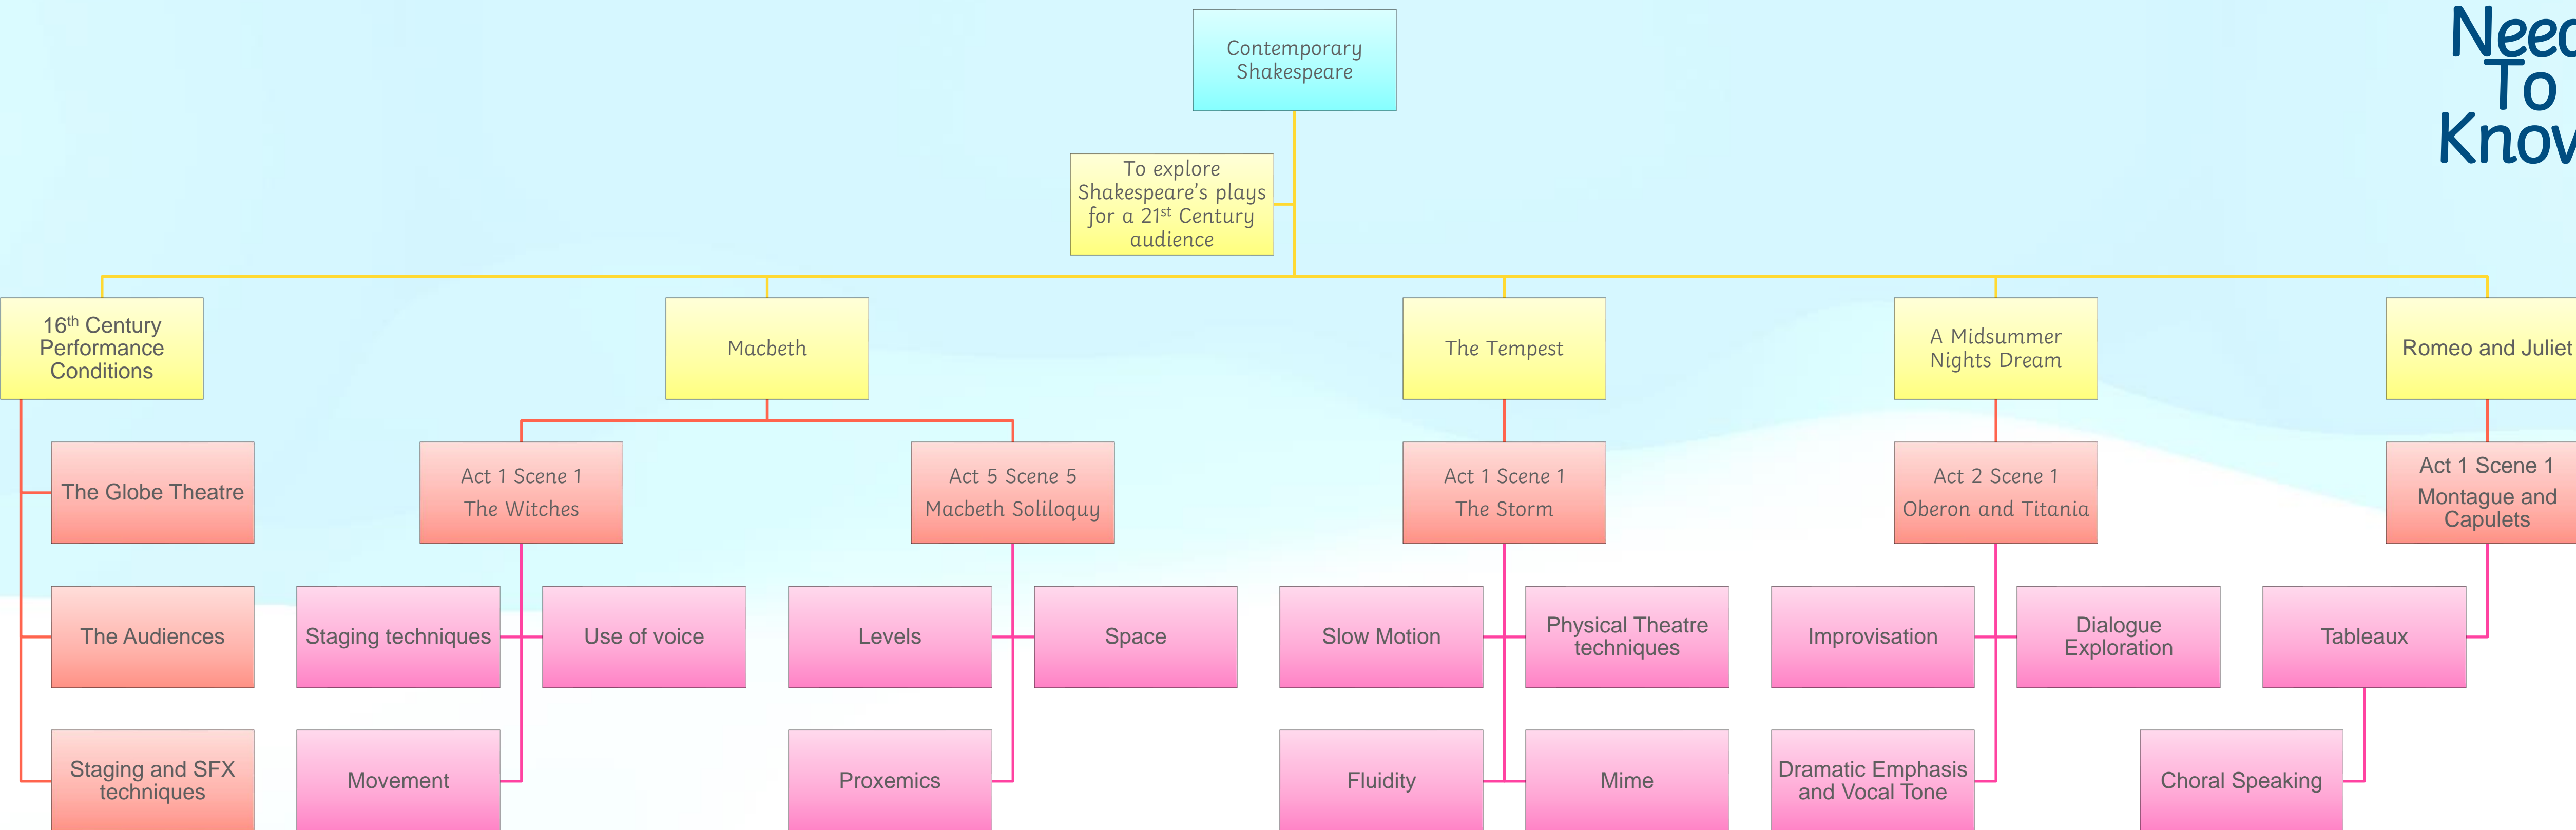 Contemporary
Shakespeare
Need
To
Know
To explore
Shakespeare's plays
for a 21st Century
audience
16th Century
Performance
Conditions
Macbeth
The Tempest
A Midsummer
Nights Dream
Romeo and Juliet
The Globe Theatre
Act 1 Scene 1
The Witches
Act 5 Scene 5
Macbeth Soliloquy
Act 1 Scene 1
The Storm
Act 2 Scene 1
Oberon and Titania
Act 1 Scene 1
Montague and
Capulets
The Audiences
Staging techniques
Use of voice
Levels
Space
Slow Motion
Physical Theatre
techniques
Improvisation
Dialogue
Exploration
Tableaux
Staging and SFX
techniques
Movement
Proxemics
Fluidity
Mime
Dramatic Emphasis
and Vocal Tone
Choral Speaking